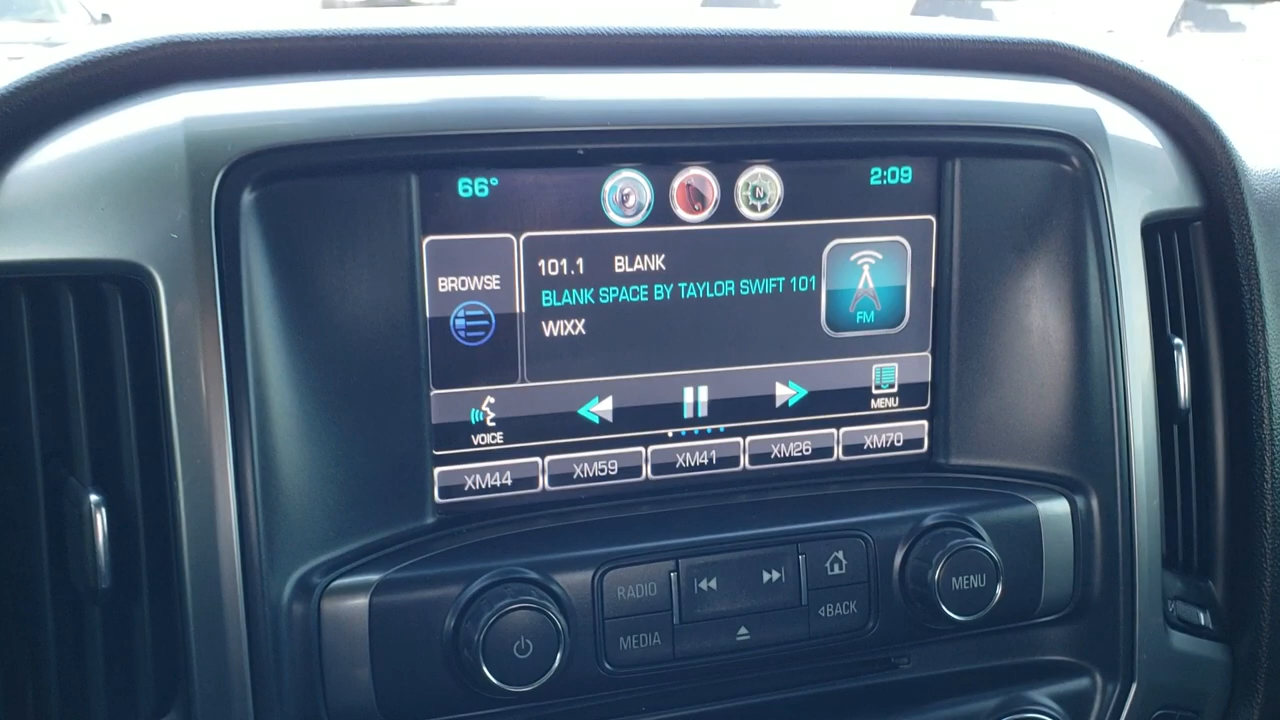 66° 2:09
N
BROWSE
101.1 BLANK
BLANK SPACE BY TAYLOR SWIFT 101
WIXX
FM
VOICE
MENU
XM44 XM59 XM41 XM26 XM70
RADIO
MEDIA
BACK
MENU